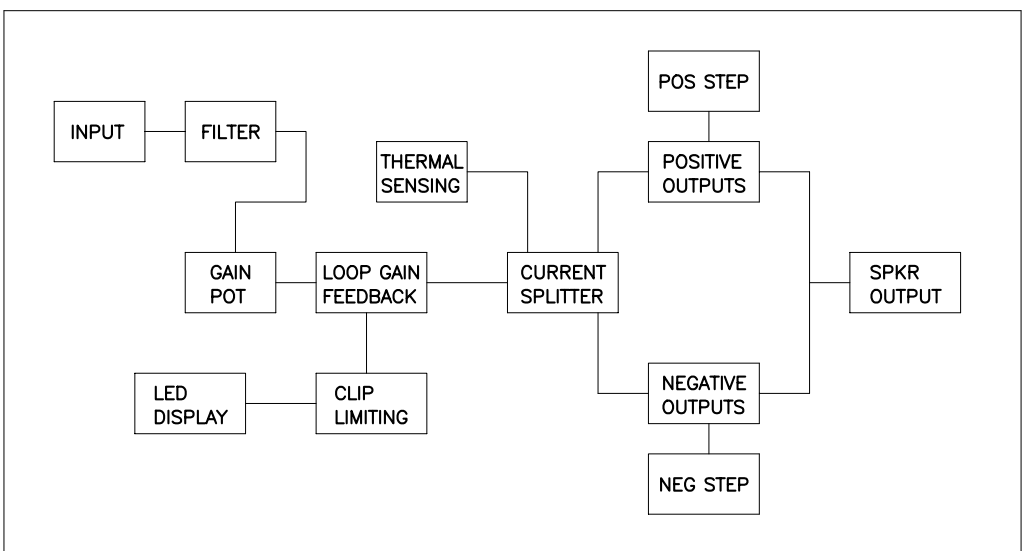 POS STEP
INPUT
FILTER
THERMAL
SENSING
POSITIVE
OUTPUTS
GAIN
POT
LOOP GAIN
FEEDBACK
CURRENT
SPLITTER
SPKR
OUTPUT
LED
DISPLAY
CLIP
LIMITING
NEGATIVE
OUTPUTS
NEG STEP